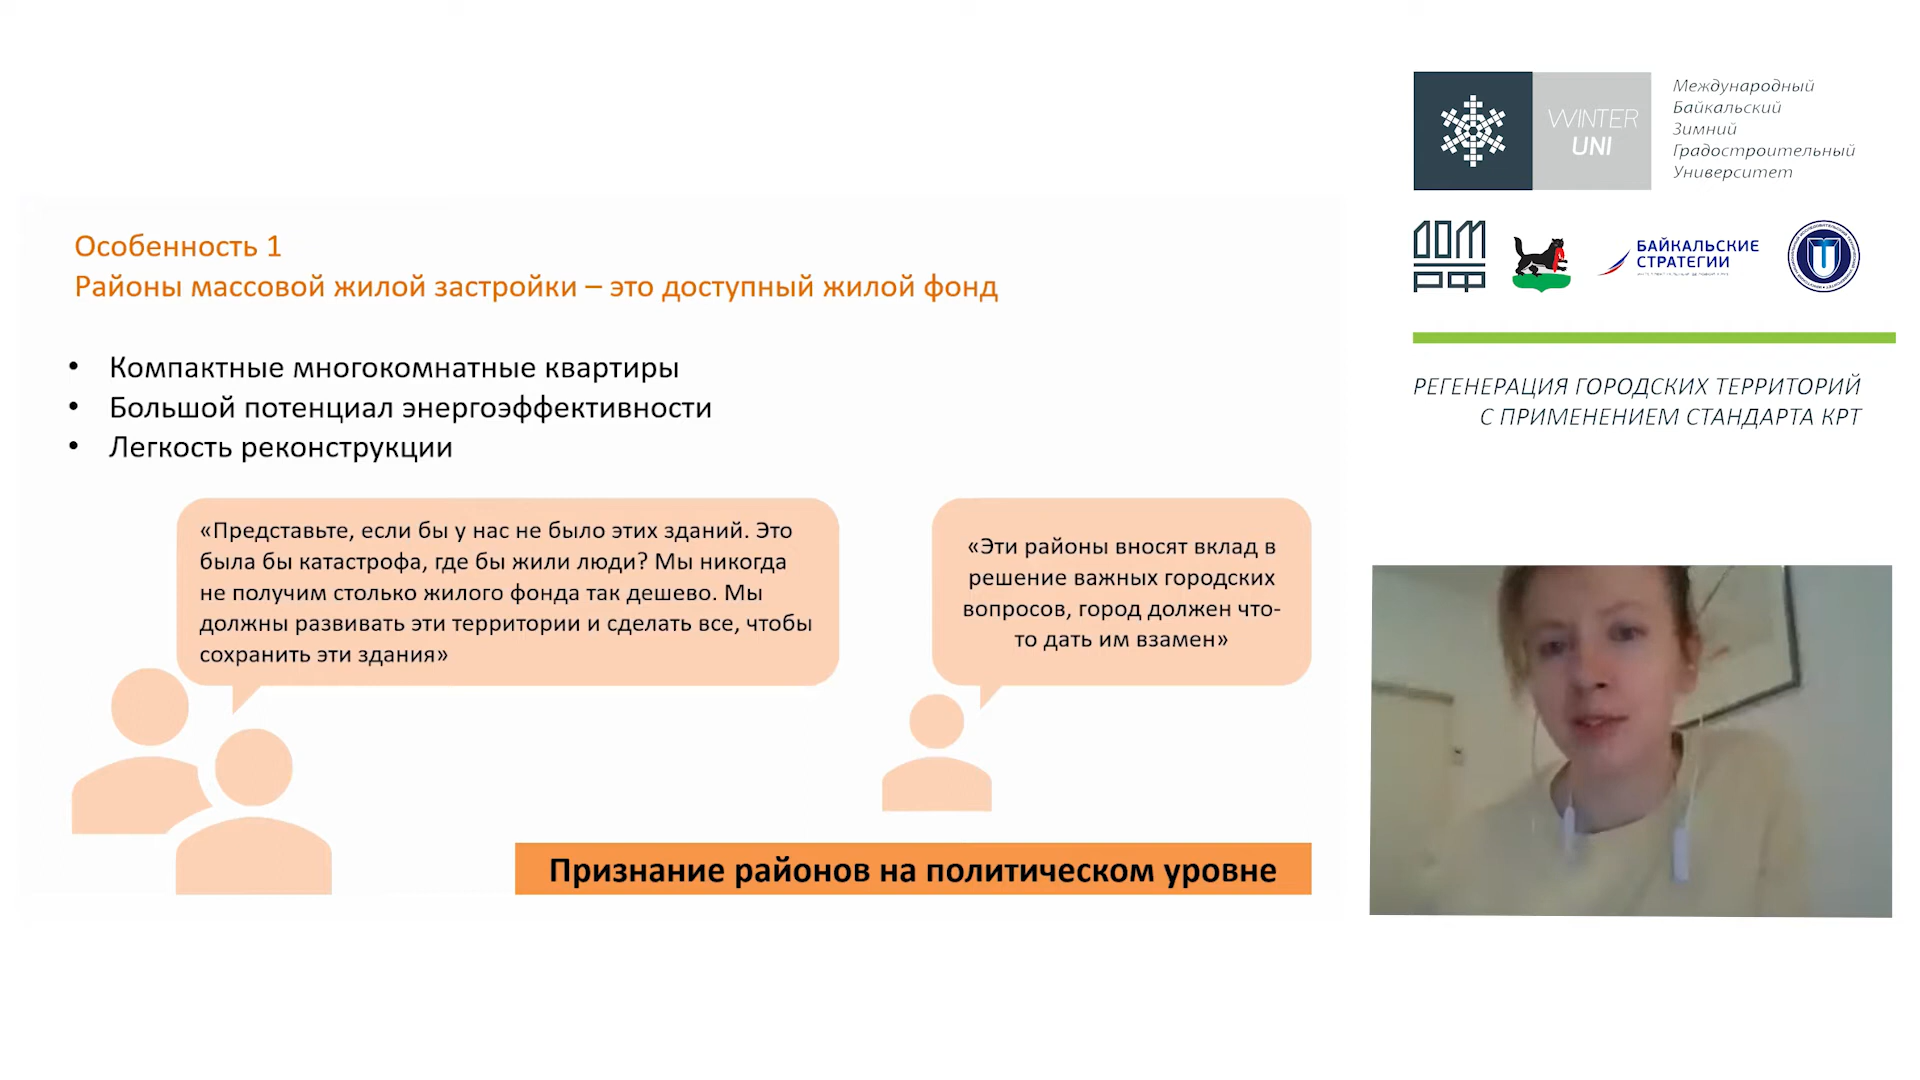 Особенность 1
Районы массовой жилой застройки – это доступный жилой фонд
• Компактные многокомнатные квартиры
• Большой потенциал энергоэффективности
• Легкость реконструкции
«Представьте, если бы у нас не было этих зданий. Это
была бы катастрофа, где бы жили люди? Мы никогда
не получим столько жилого фонда так дешево. Мы
должны развивать эти территории и сделать все, чтобы
сохранить эти здания»
«Эти районы вносят вклад в
решение важных городских
вопросов, город должен что-
то дать им взамен»
Признание районов на политическом уровне
WINTER
UNI
Международный
Байкальский
Зимний
Градостроительный
Университет
ДОМ
РФ
БАЙКАЛЬСКИЕ
СТРАТЕГИИ
РЕГЕНЕРАЦИЯ ГОРОДСКИХ ТЕРРИТОРИЙ
С ПРИМЕНЕНИЕМ СТАНДАРТА КРТ